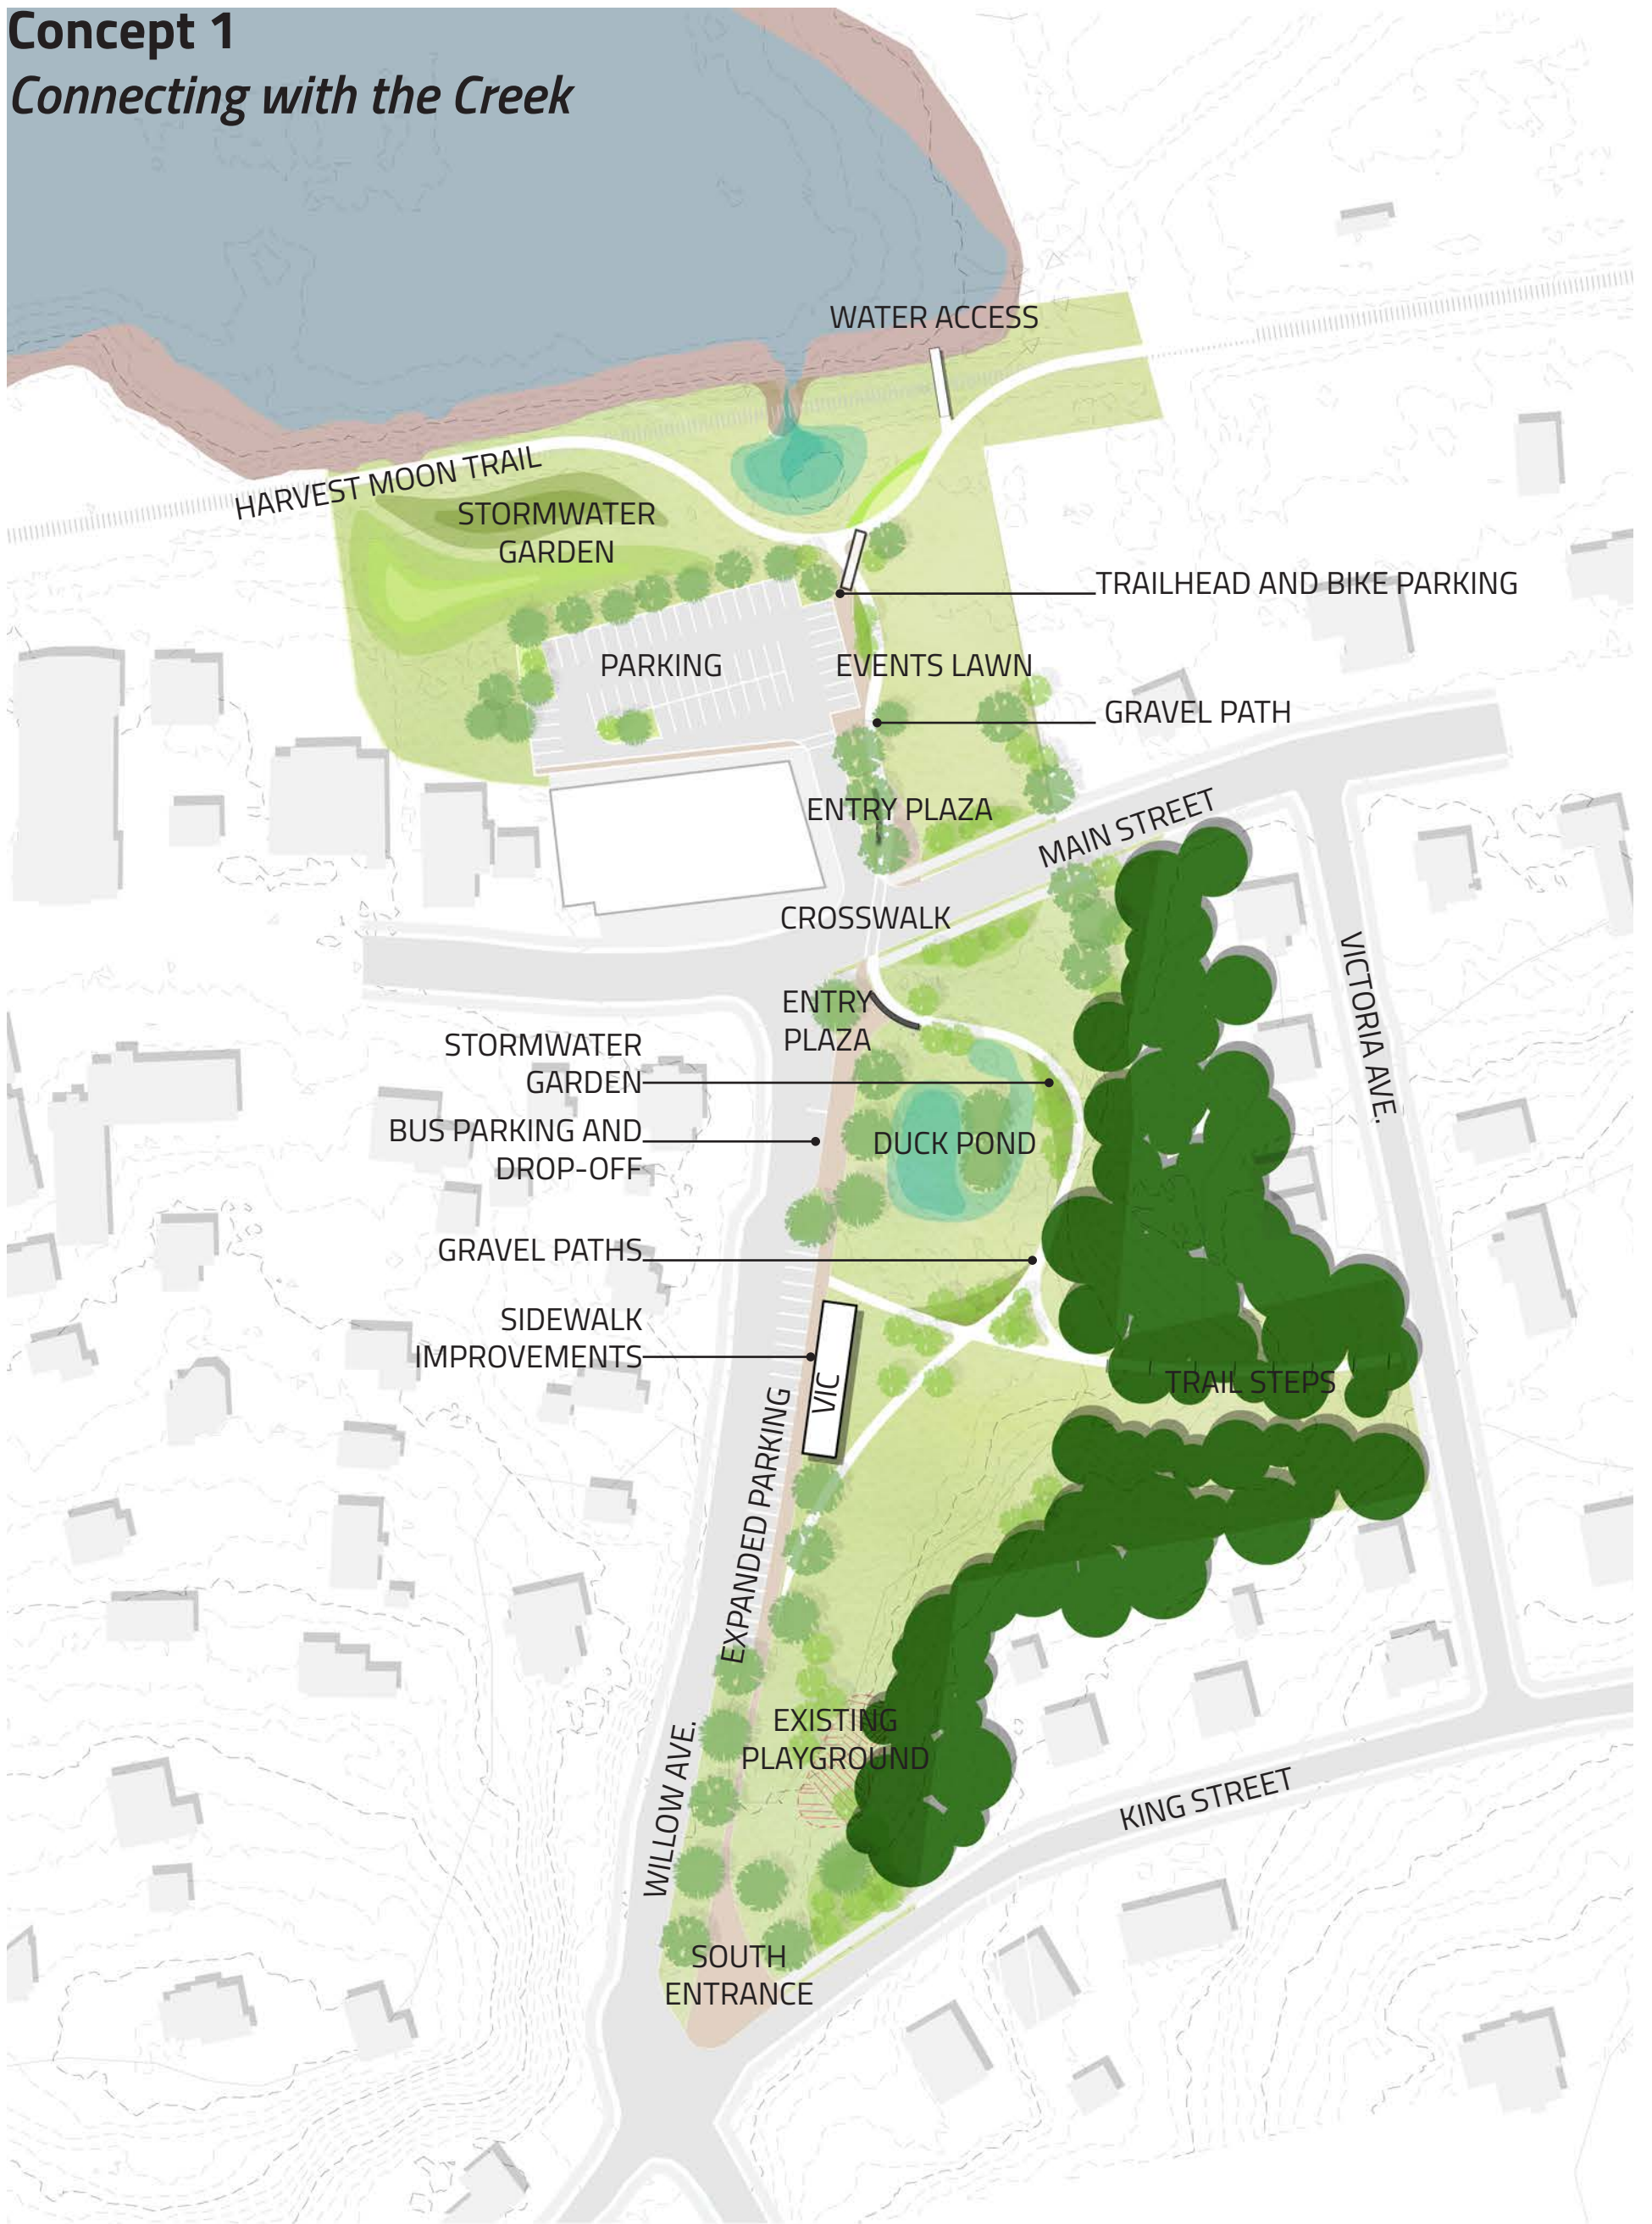 Concept 1
Connecting with the Creek
WATER ACCESS
HARVEST MOON TRAIL
STORMWATER
GARDEN
TRAILHEAD AND BIKE PARKING
PARKING
EVENTS LAWN
GRAVEL PATH
ENTRY PLAZA
MAIN STREET
CROSSWALK
VICTORIA AVE.
ENTRY
PLAZA
STORMWATER
GARDEN
BUS PARKING AND
DROP-OFF
DUCK POND
GRAVEL PATHS
SIDEWALK
IMPROVEMENTS
VIC
TRAIL STEPS
EXPANDED PARKING
EXISTING
PLAYGROUND
WILLOW AVE.
KING STREET
SOUTH
ENTRANCE